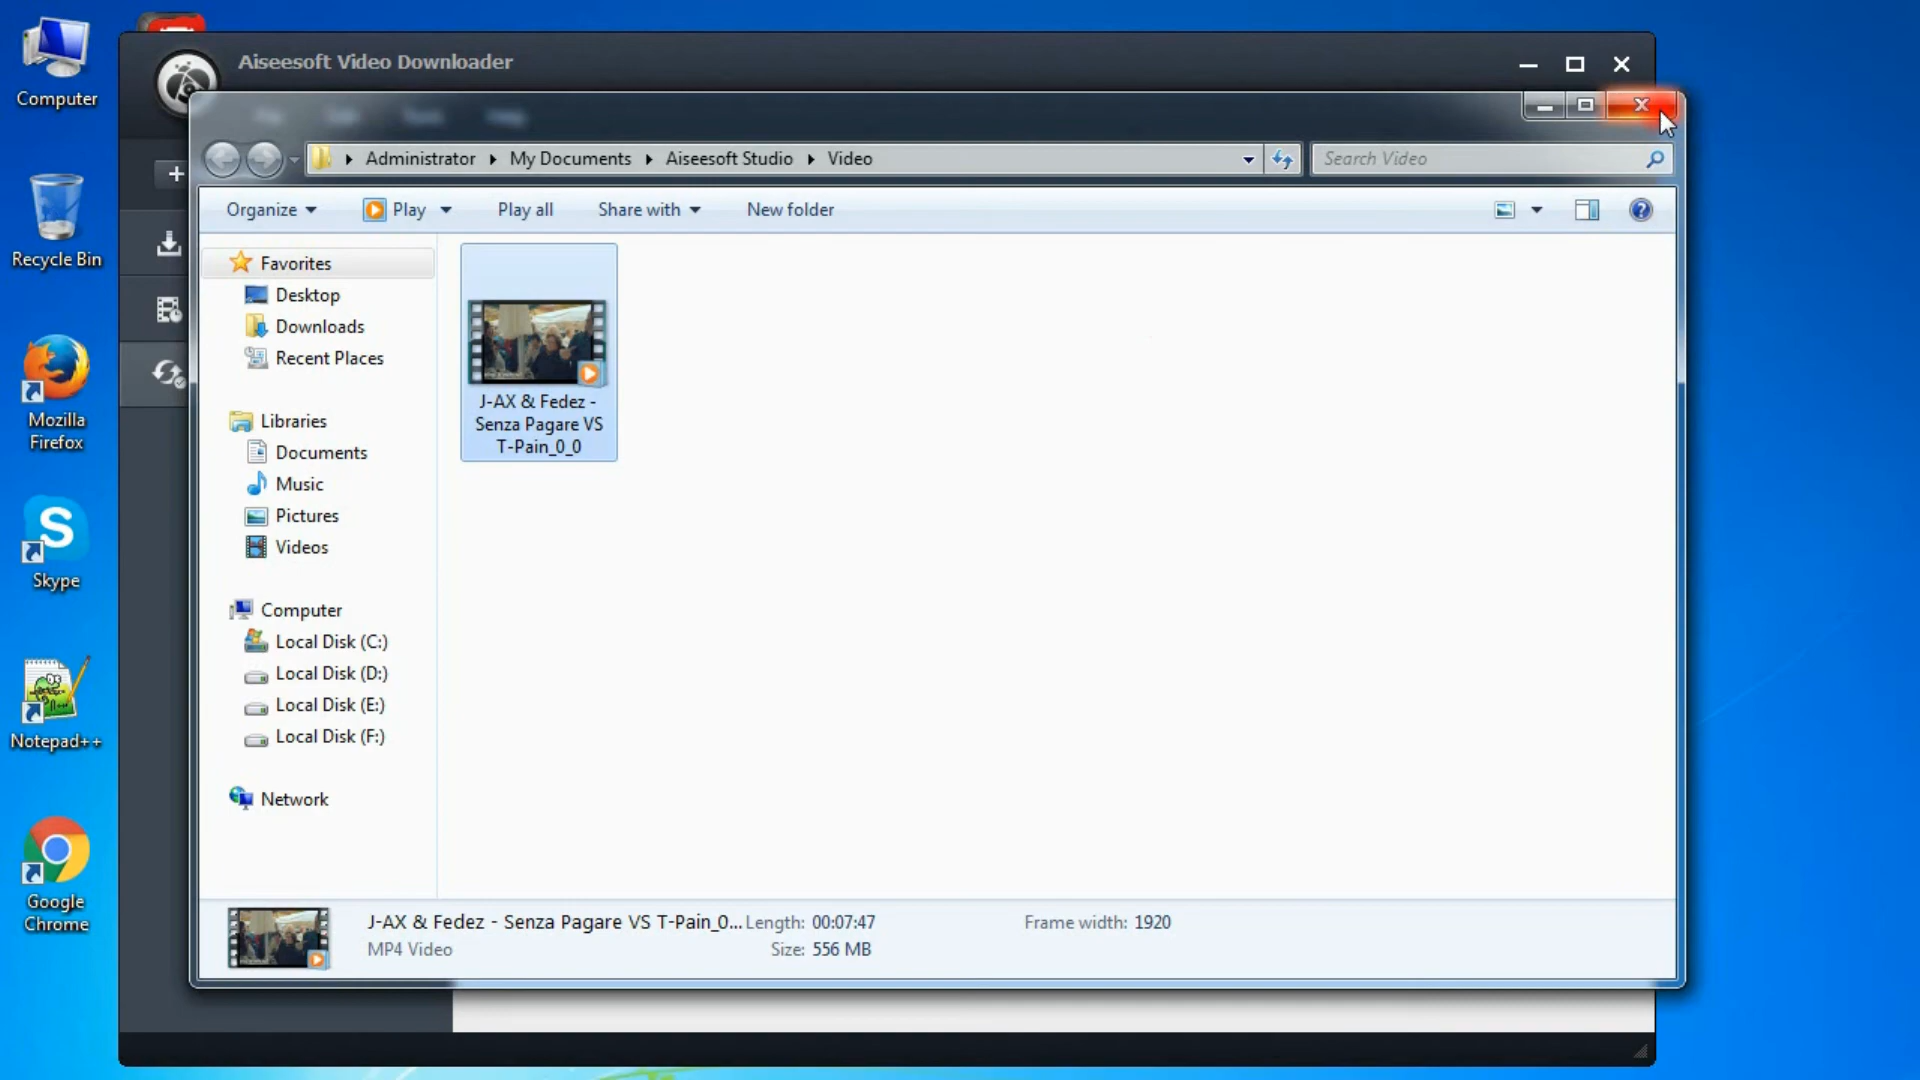 Computer
Recycle Bin
Mozilla
Firefox
Skype
Notepad++
Google
Chrome
Aiseesoft Video Downloader
Administrator My Documents Aiseesoft Studio Video
Search Video
Organize Play Play all Share with New folder
Favorites
Desktop
Downloads
Recent Places
Libraries
Documents
Music
Pictures
Videos
Computer
Local Disk (C:)
Local Disk (D:)
Local Disk (E:)
Local Disk (F:)
Network
J-AX & Fedez -
Senza Pagare VS
T-Pain_0_0
J-AX & Fedez - Senza Pagare VS T-Pain_0... Length: 00:07:47 Frame width: 1920
MP4 Video Size: 556 MB